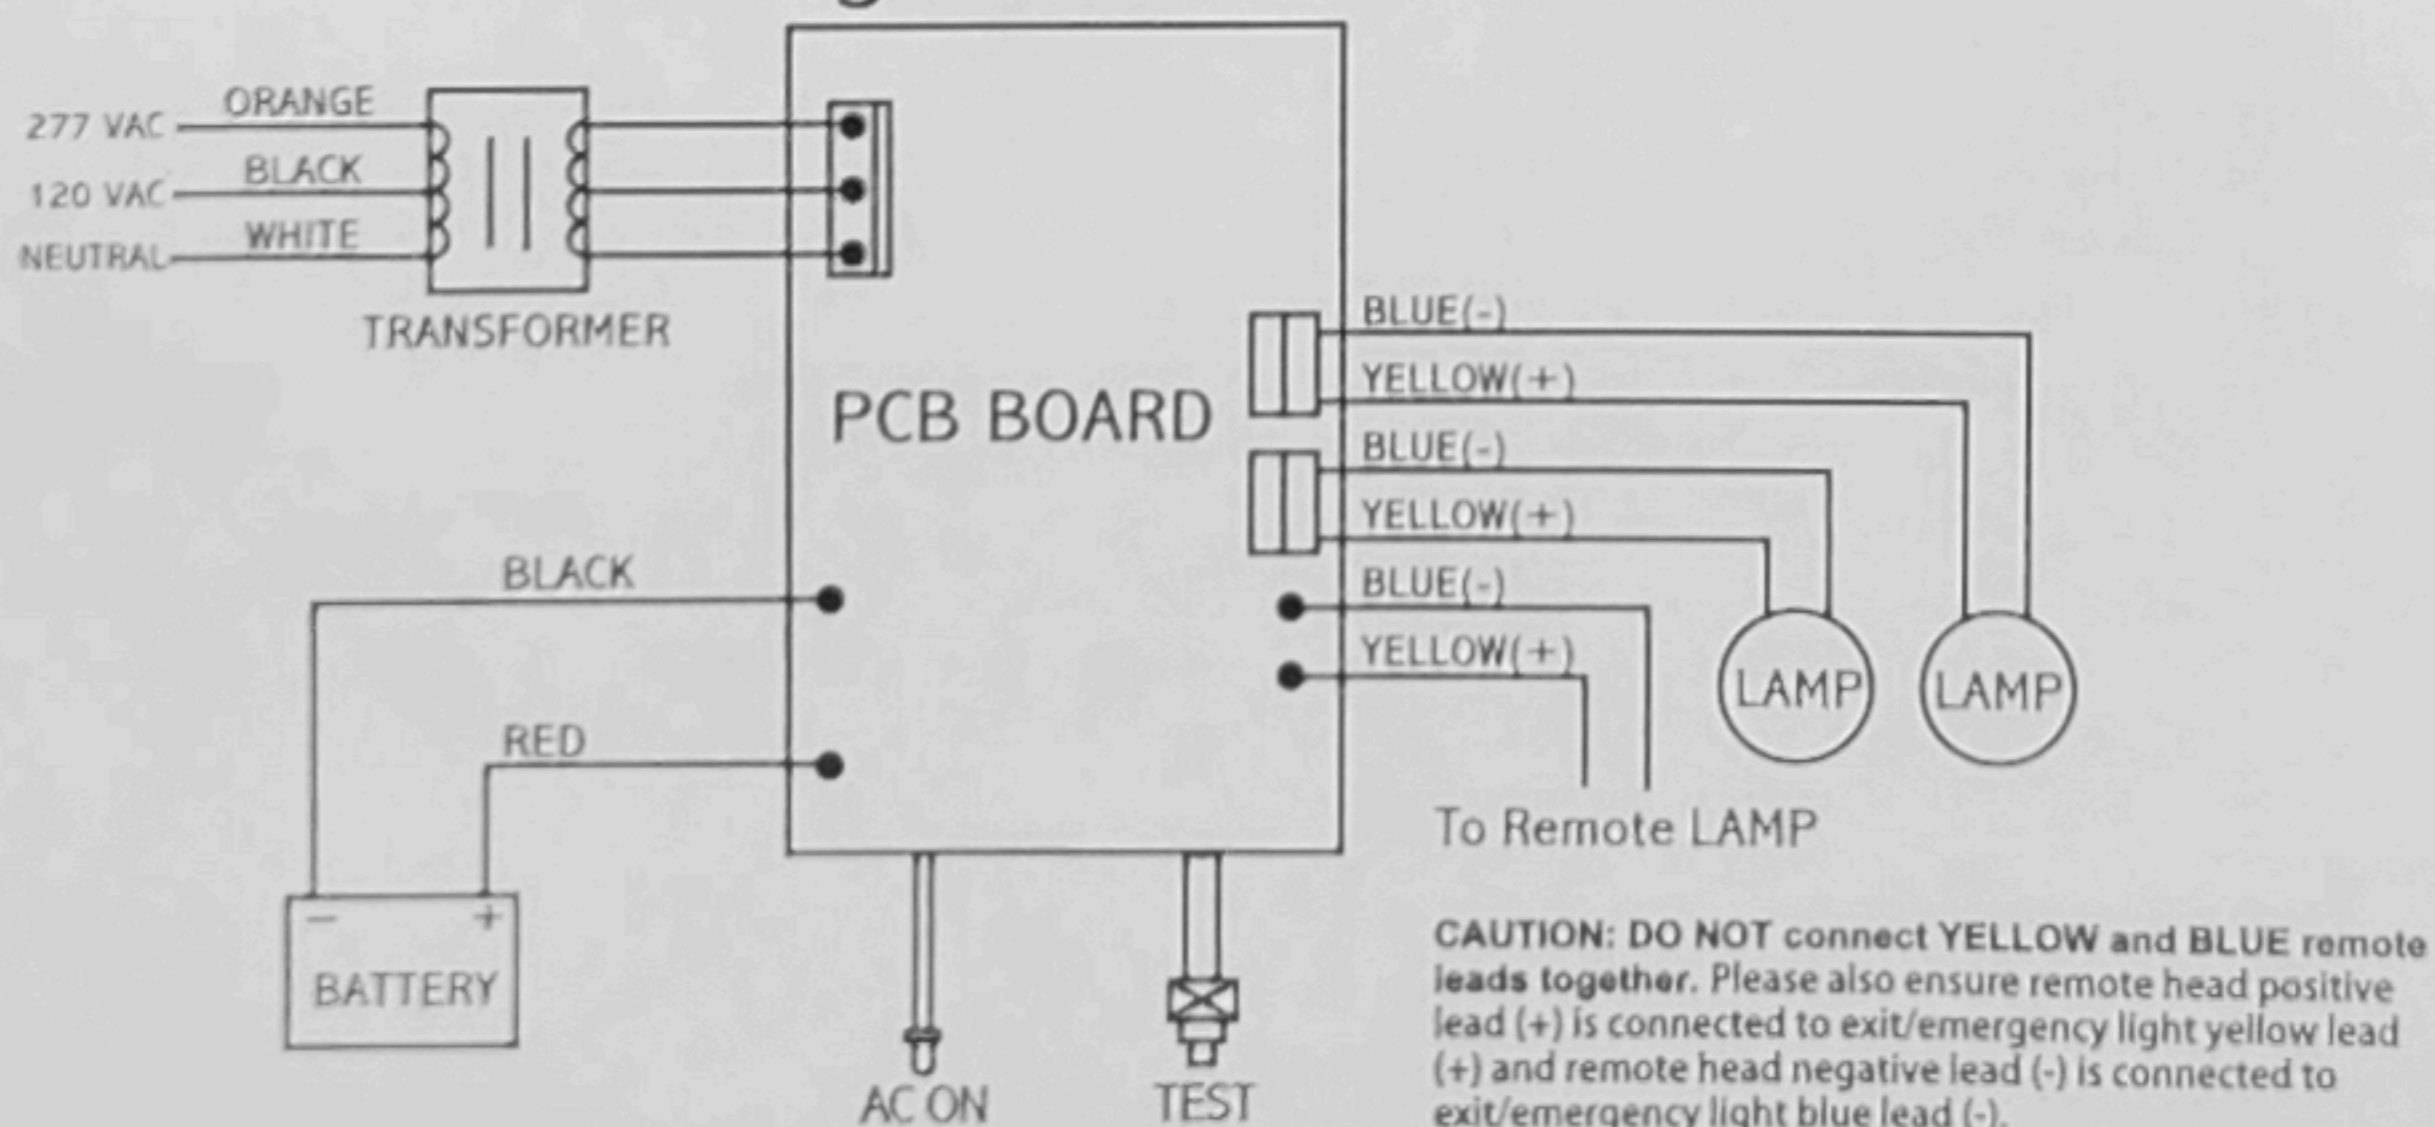 277 VAC ORANGE
120 VAC BLACK
NEUTRAL WHITE
TRANSFORMER
PCB BOARD
BLUE(-)
YELLOW(+)
BLUE(-)
YELLOW(+)
BLUE(-)
YELLOW(+)
LAMP LAMP
To Remote LAMP
BLACK
RED
− +
BATTERY
AC ON
TEST
CAUTION: DO NOT connect YELLOW and BLUE remote
leads together. Please also ensure remote head positive
lead (+) is connected to exit/emergency light yellow lead
(+) and remote head negative lead (-) is connected to
exit/emergency light blue lead (-).